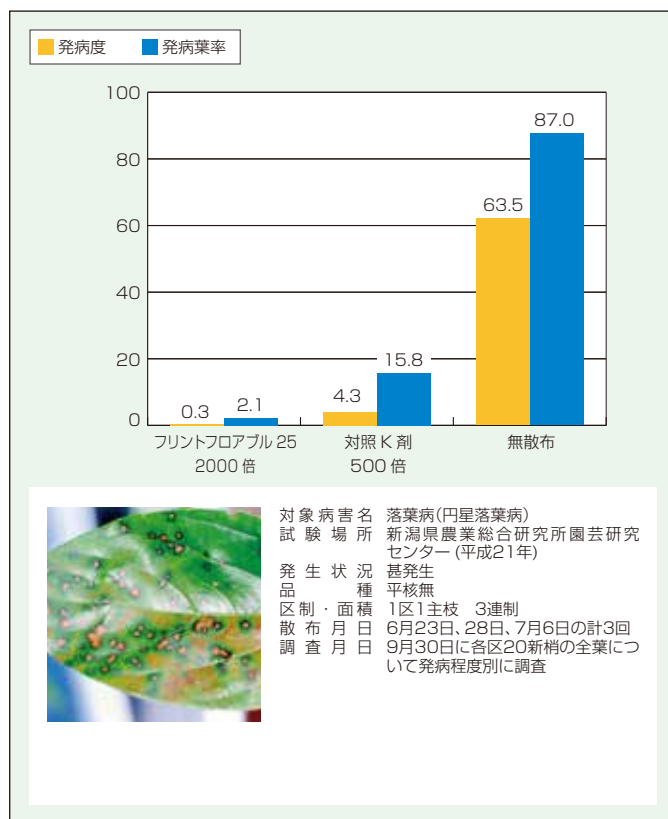 発病度 発病葉率
100
80
60
40
20
0
0.3 2.1
4.3 15.8
63.5 87.0
フリントフロアブル 25
2000 倍
対照 K 剤
500 倍
無散布
対象病害名 落葉病(円星落葉病)
試験場所 新潟県農業総合研究所園芸研究
センター (平成21年)
発生状況 甚発生
品種 平核無
区制・面積 1区1主枝 3連制
散布月日 6月23日、28日、7月6日の計3回
調査月日 9月30日に各区20新梢の全葉につ
いて発病程度別に調査